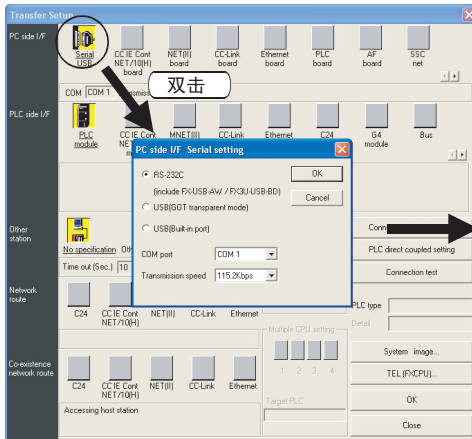 Transfer Setup
PC side I/F
Serial USB
CC IE Cont NET/10(H) board
NET(II) board
CC-Link board
Ethernet board
PLC board
AF board
SSC net
COM COM 1
双击
PLC side I/F
PLC module
CC IE Cont
MNET(II)
CC-Link
Ethernet
C24
G4 module
Bus
PC side I/F Serial setting
RS-232C
(include FX-USB-AW / FX3U-USB-BD)
USB(GOT transparent mode)
USB(Built-in port)
COM port COM 1
Transmission speed 115.2Kbps
OK
Cancel
Other station
No specification
Time out (Sec.) 10
PLC direct coupled setting
Connection test
Network route
C24
CC IE Cont NET/10(H)
NET(II)
CC-Link
Ethernet
PLC type
Detail
Multiple CPU setting
1 2 3 4
Target PLC
System image...
TEL (FXCPU)...
Co-existence network route
C24
CC IE Cont NET/10(H)
NET(II)
CC-Link
Ethernet
Accessing host station
OK
Close